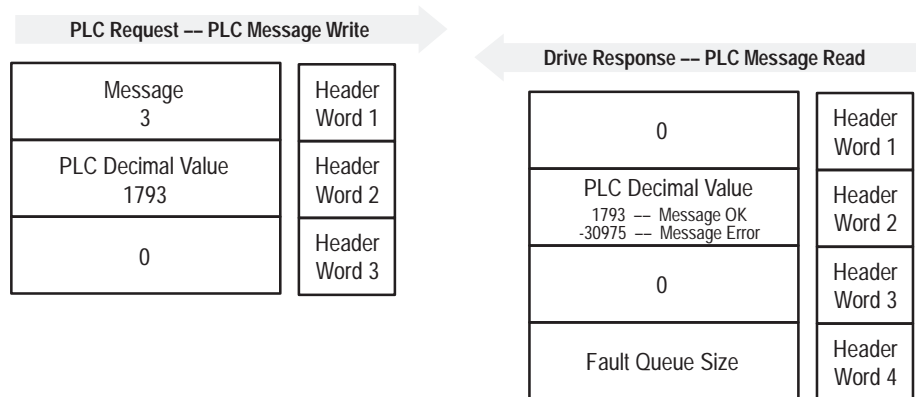 PLC Request –– PLC Message Write
Message
3
Header
Word 1
PLC Decimal Value
1793
Header
Word 2
0
Header
Word 3
Drive Response –– PLC Message Read
0
Header
Word 1
PLC Decimal Value
1793 –– Message OK
-30975 –– Message Error
Header
Word 2
0
Header
Word 3
Fault Queue Size
Header
Word 4